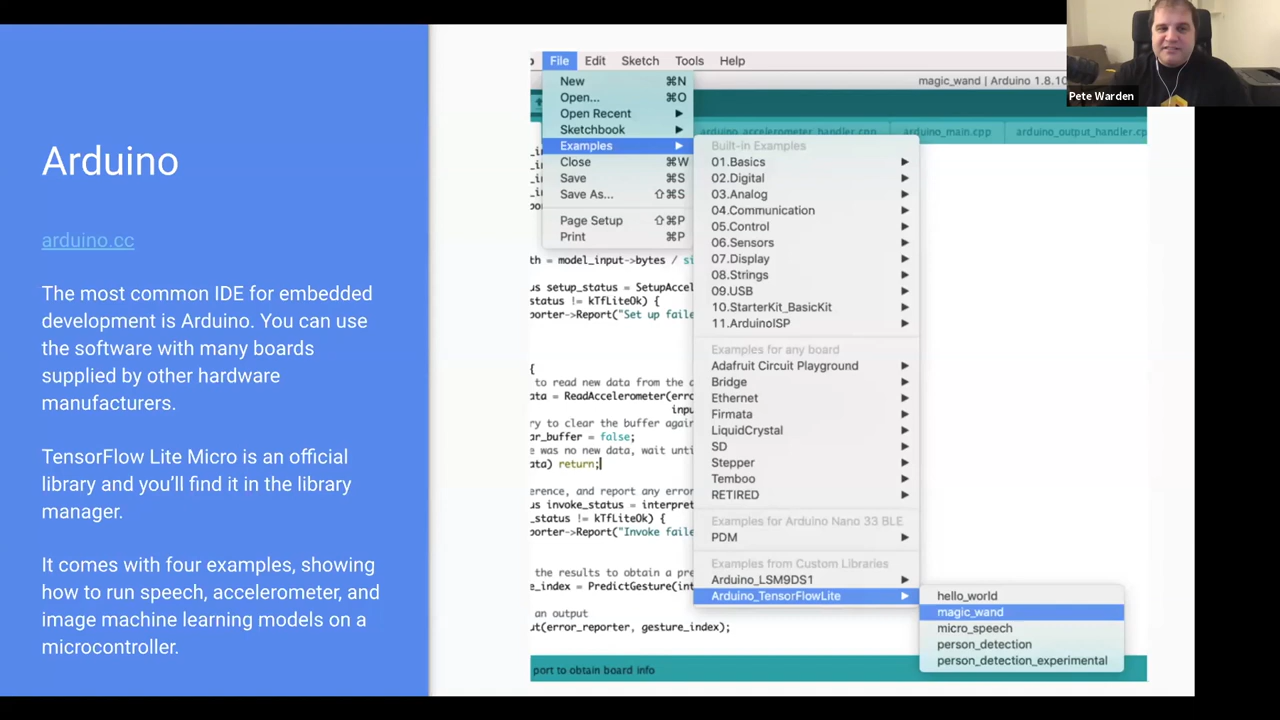 Arduino
arduino.cc
The most common IDE for embedded
development is Arduino. You can use
the software with many boards
supplied by other hardware
manufacturers.
TensorFlow Lite Micro is an official
library and you’ll find it in the library
manager.
It comes with four examples, showing
how to run speech, accelerometer, and
image machine learning models on a
microcontroller.
File Edit Sketch Tools Help
magic_wand | Arduino 1.8.10
arduino_accelerometer_handler.cpp arduino_main.cpp arduino_output_handler.cp
New ⌘N
Open... ⌘O
Open Recent ▶
Sketchbook ▶
Examples ▶
Close ⌘W
Save ⌘S
Save As... ⇧⌘S
Page Setup ⇧⌘P
Print ⌘P
Built-in Examples
01.Basics ▶
02.Digital ▶
03.Analog ▶
04.Communication ▶
05.Control ▶
06.Sensors ▶
07.Display ▶
08.Strings ▶
09.USB ▶
10.StarterKit_BasicKit ▶
11.ArduinoISP ▶
Examples for any board
Adafruit Circuit Playground ▶
Bridge ▶
Ethernet ▶
Firmata ▶
LiquidCrystal ▶
SD ▶
Stepper ▶
Temboo ▶
RETIRED ▶
Examples for Arduino Nano 33 BLE
PDM ▶
Examples from Custom Libraries
Arduino_LSM9DS1 ▶
Arduino_TensorFlowLite ▶
hello_world
magic_wand
micro_speech
person_detection
person_detection_experimental
th = model_input->bytes / si
us setup_status = SetupAccel
status != kTfLiteOk) {
porter->Report("Set up faile
{
to read new data from the a
ata = ReadAccelerometer(erro
inpu
ry to clear the buffer again
ar_buffer = false;
e was no new data, wait unti
ata) return;
erence, and report any error
us invoke_status = interpret
_status != kTfLiteOk) {
porter->Report("Invoke faile
the results to obtain a pre
e_index = PredictGesture(int
an output
ut(error_reporter, gesture_index);
port to obtain board info
Pete Warden